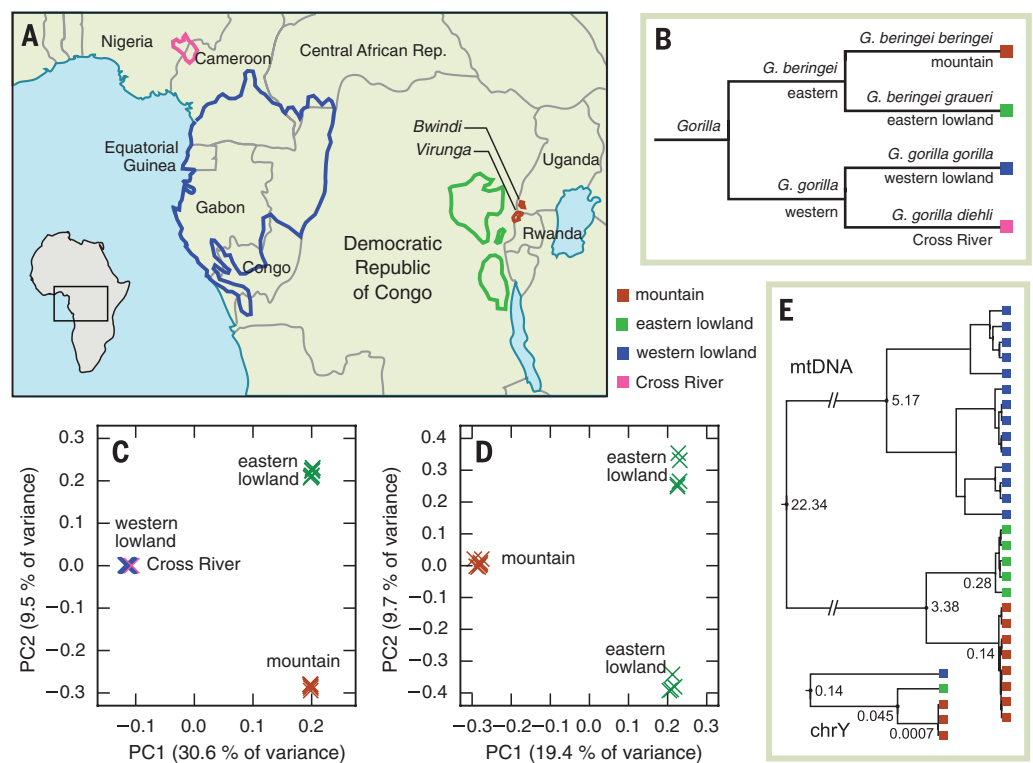 A
Nigeria
Cameroon
Central African Rep.
Equatorial
Guinea
Gabon
Congo
Democratic
Republic
of Congo
Bwindi
Virunga
Uganda
Rwanda
mountain
eastern lowland
western lowland
Cross River
B
Gorilla
G. beringei
eastern
G. gorilla
western
G. beringei beringei
mountain
G. beringei graueri
eastern lowland
G. gorilla gorilla
western lowland
G. gorilla diehli
Cross River
C
PC2 (9.5 % of variance)
0.3
0.2
0.1
0.0
−0.1
−0.2
−0.3
eastern
lowland
western
lowland
Cross River
mountain
−0.1 0.0 0.1 0.2
PC1 (30.6 % of variance)
D
PC2 (9.7 % of variance)
0.4
0.3
0.2
0.1
0.0
−0.1
−0.2
−0.3
−0.4
eastern
lowland
mountain
eastern
lowland
−0.3 −0.2 −0.1 0.0 0.1 0.2 0.3
PC1 (19.4 % of variance)
E
mtDNA
5.17
22.34
0.28
3.38
0.14
0.14
0.045
0.0007
chrY